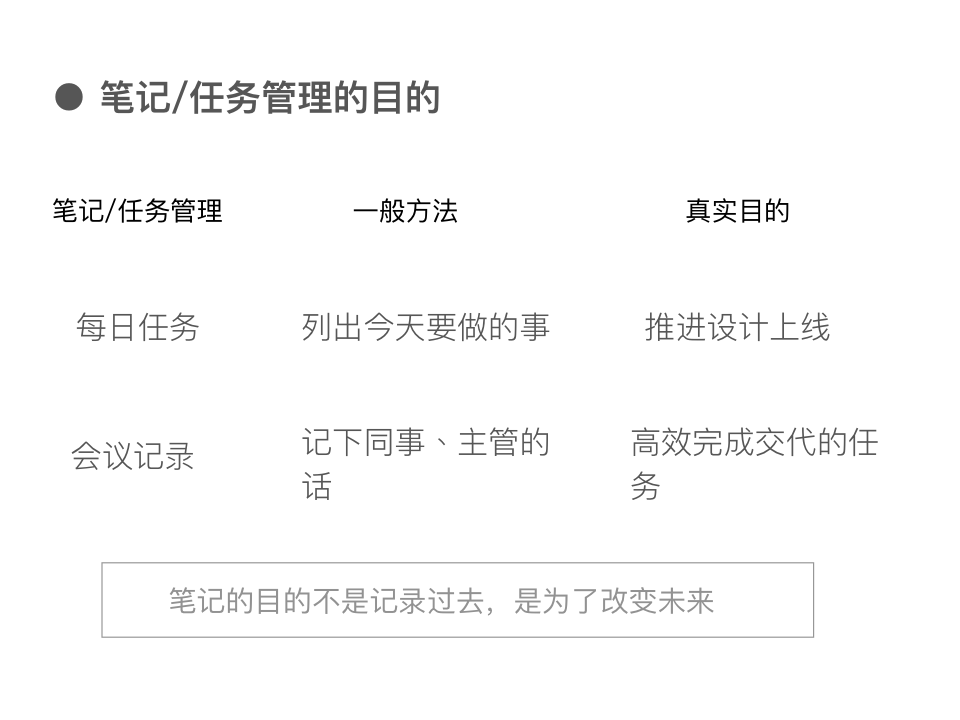 ● 笔记/任务管理的目的
笔记/任务管理 一般方法 真实目的
每日任务 列出今天要做的事 推进设计上线
会议记录 记下同事、主管的话 高效完成交代的任务
笔记的目的不是记录过去，是为了改变未来